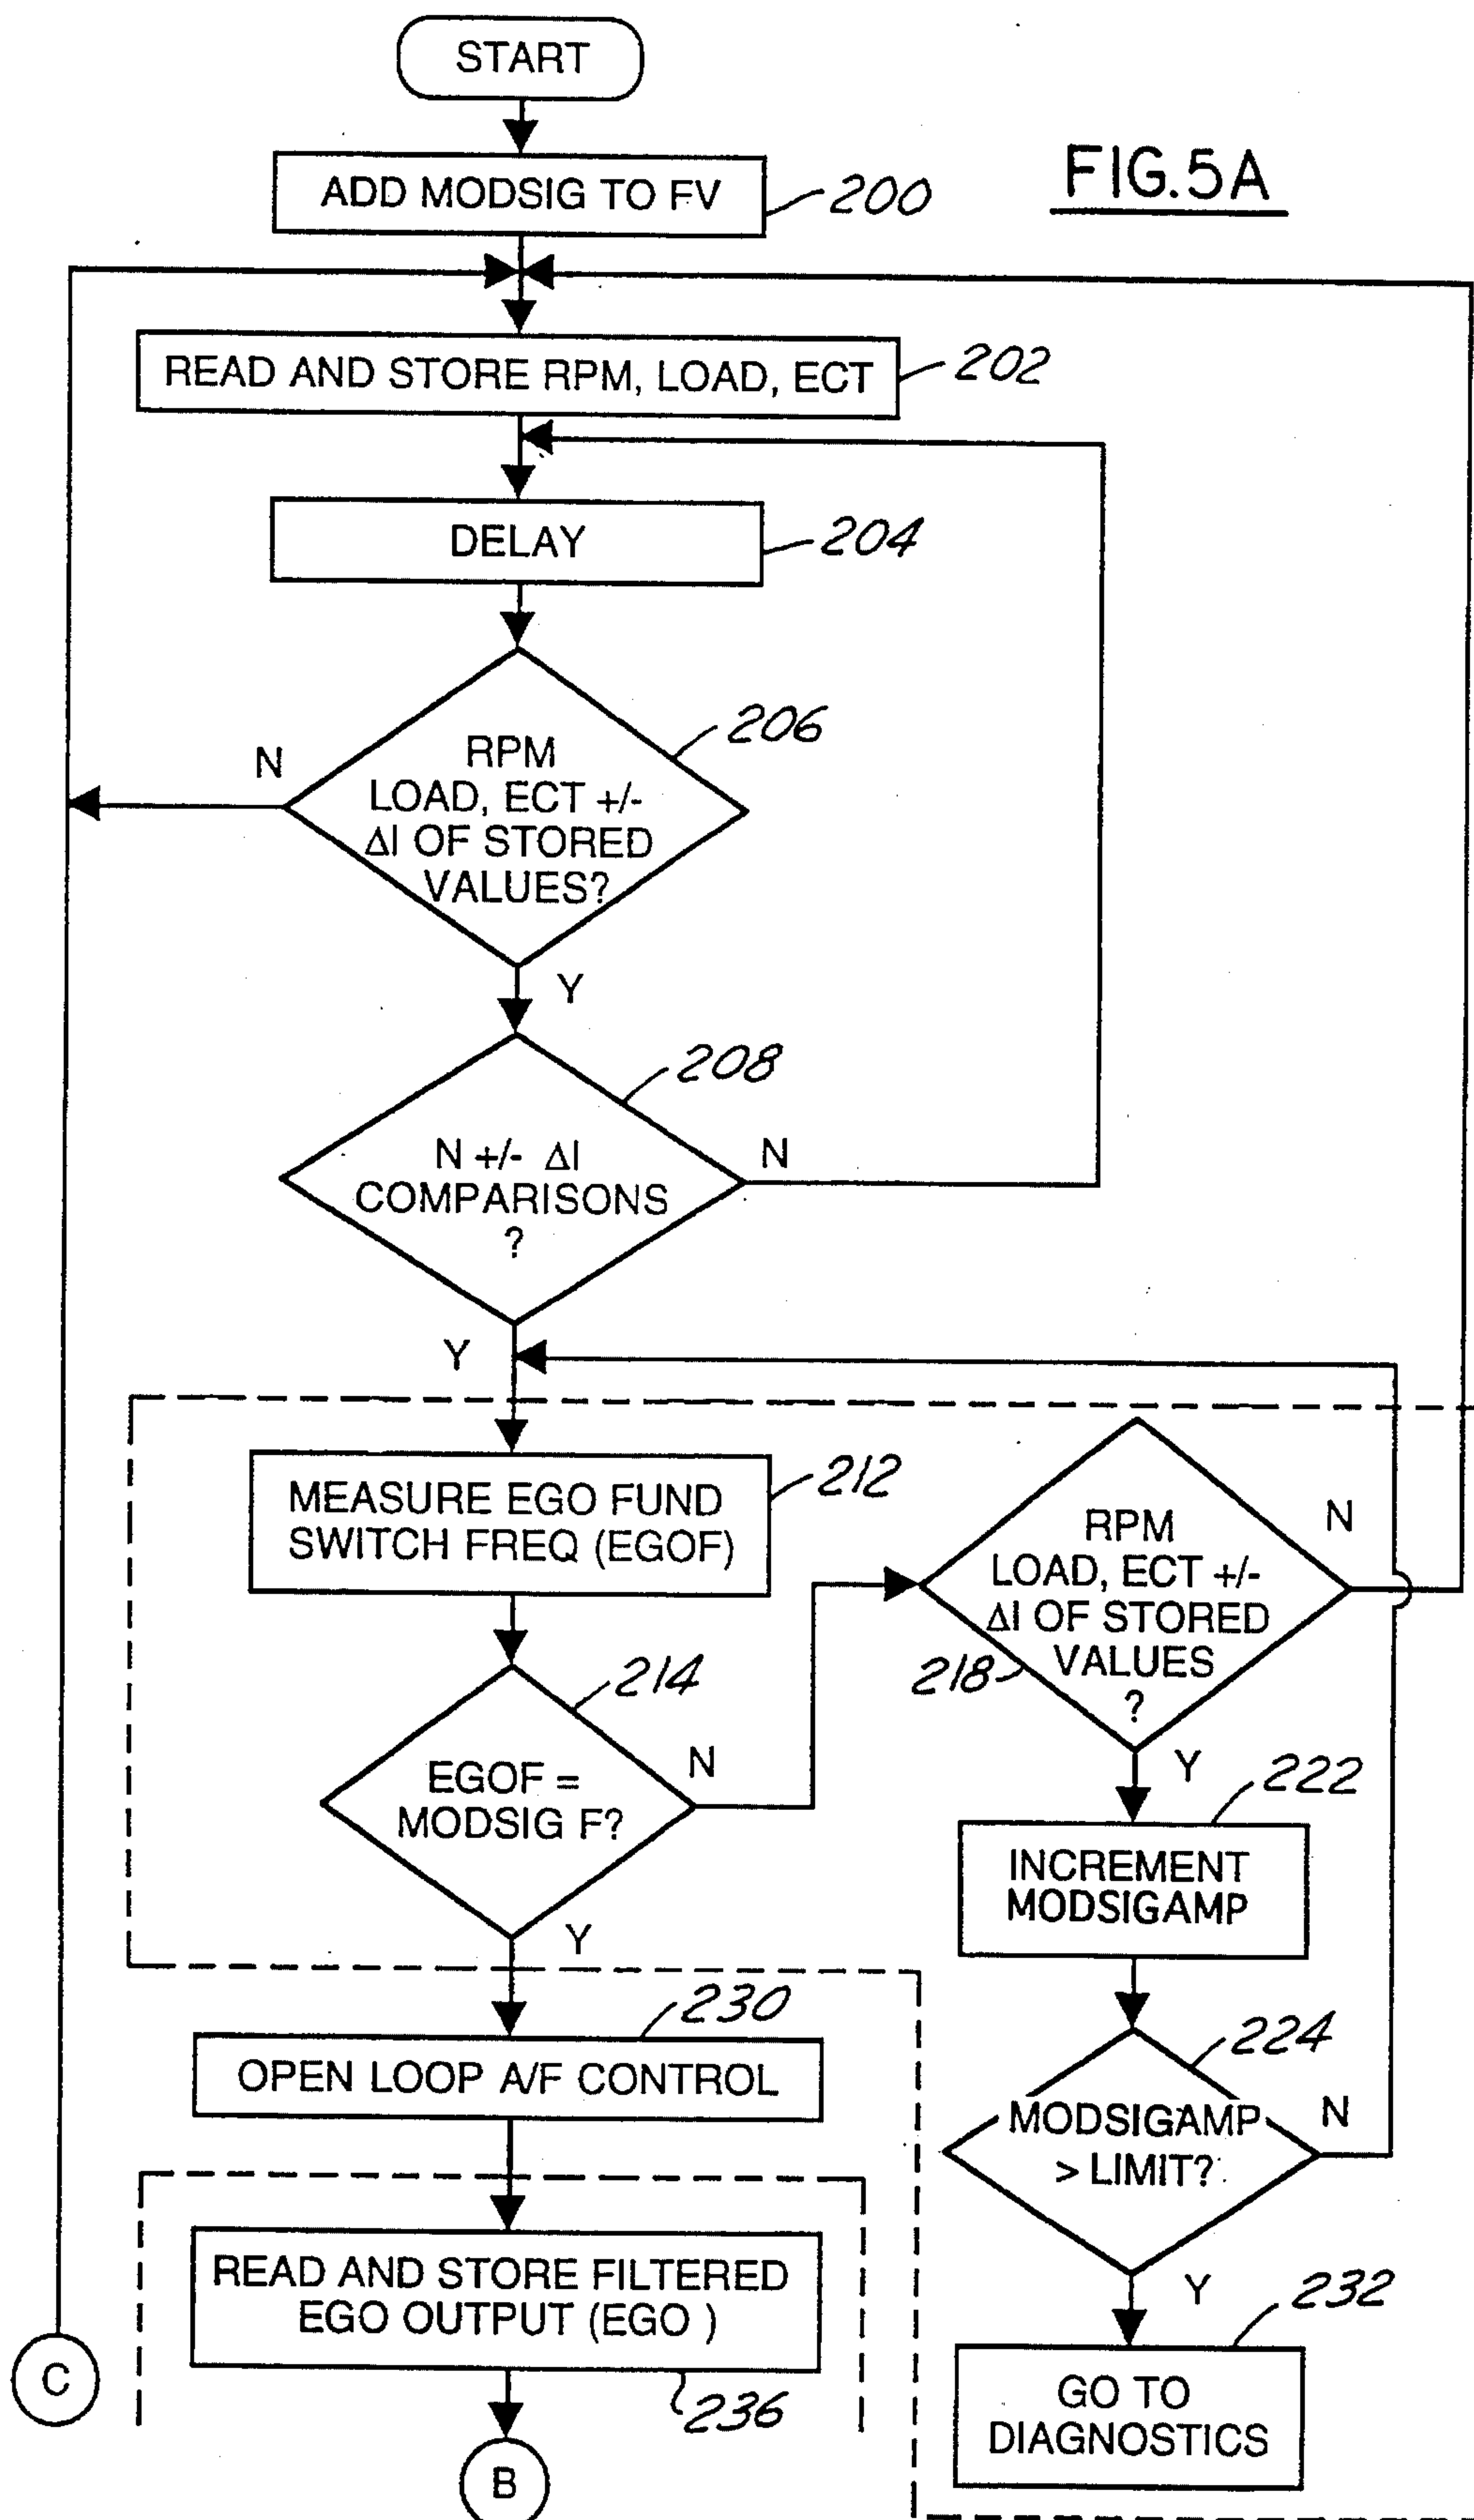 START
FIG.5A
ADD MODSIG TO FV
200
READ AND STORE RPM, LOAD, ECT
202
DELAY
204
206
N
RPM
LOAD, ECT +/-
ΔI OF STORED
VALUES?
Y
208
N +/- ΔI
COMPARISONS
?
N
Y
MEASURE EGO FUND
SWITCH FREQ (EGOF)
212
214
EGOF =
MODSIG F?
N
Y
RPM
LOAD, ECT +/-
ΔI OF STORED
VALUES
?
218
N
Y
222
INCREMENT
MODSIGAMP
224
MODSIGAMP
> LIMIT?
N
Y
232
GO TO
DIAGNOSTICS
230
OPEN LOOP A/F CONTROL
READ AND STORE FILTERED
EGO OUTPUT (EGO )
236
C
B